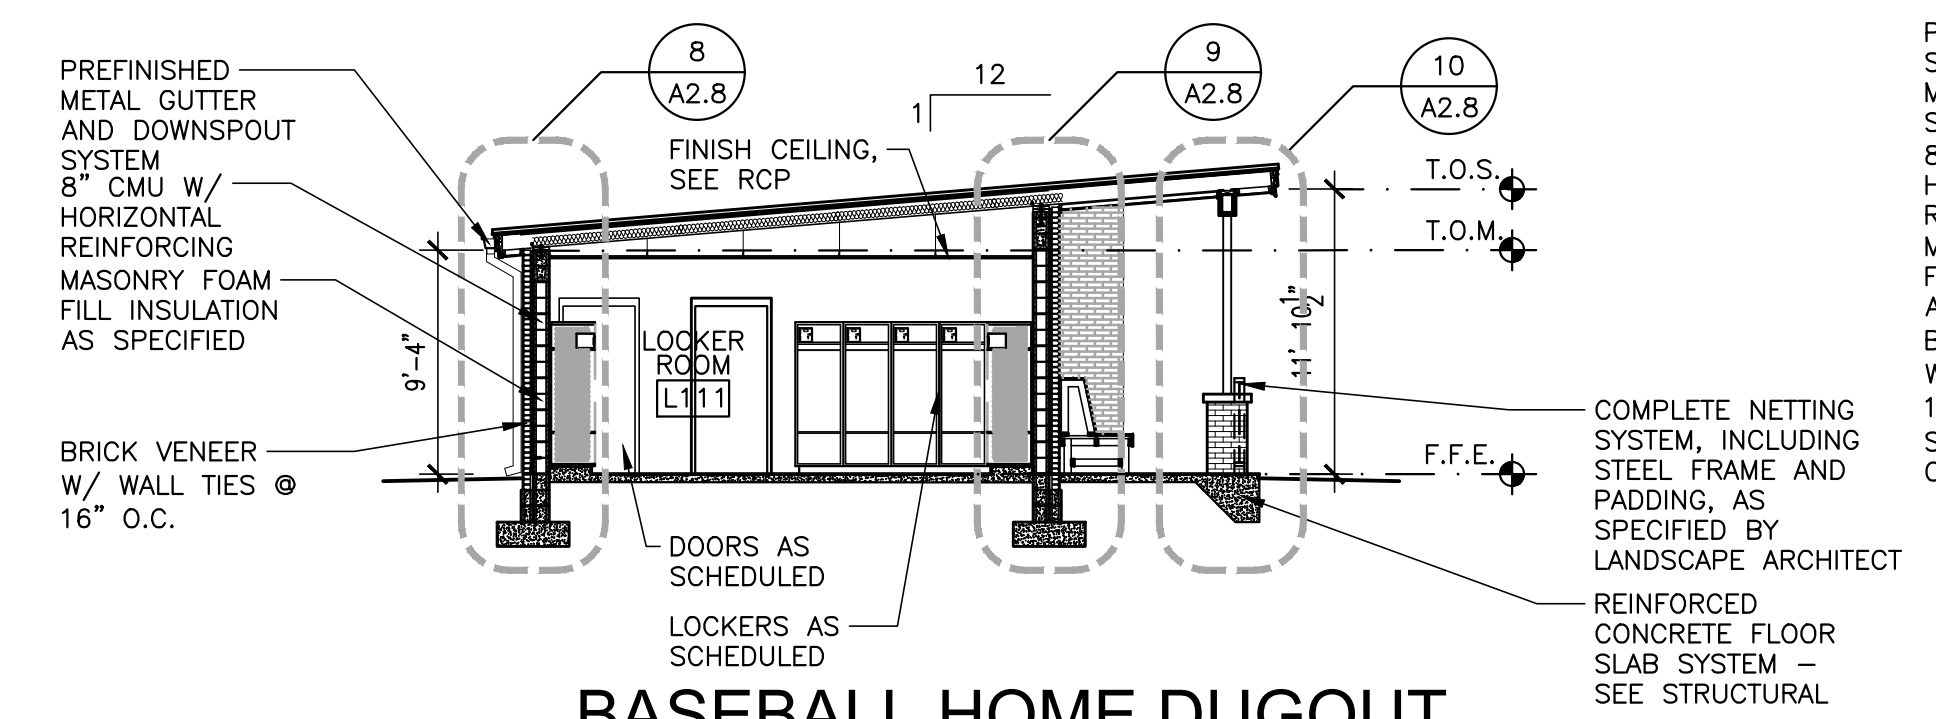 PREFINISHED
METAL GUTTER
AND DOWNSPOUT
SYSTEM
8" CMU W/
HORIZONTAL
REINFORCING
MASONRY FOAM
FILL INSULATION
AS SPECIFIED
BRICK VENEER
W/ WALL TIES @
16" O.C.
9'-4"
8
A2.8
FINISH CEILING,
SEE RCP
12
1
9
A2.8
10
A2.8
T.O.S.
T.O.M.
11' 10 1/2"
F.F.E.
LOCKER
ROOM
L111
DOORS AS
SCHEDULED
LOCKERS AS
SCHEDULED
COMPLETE NETTING
SYSTEM, INCLUDING
STEEL FRAME AND
PADDING, AS
SPECIFIED BY
LANDSCAPE ARCHITECT
REINFORCED
CONCRETE FLOOR
SLAB SYSTEM –
SEE STRUCTURAL
BASEBALL HOME DUGOUT